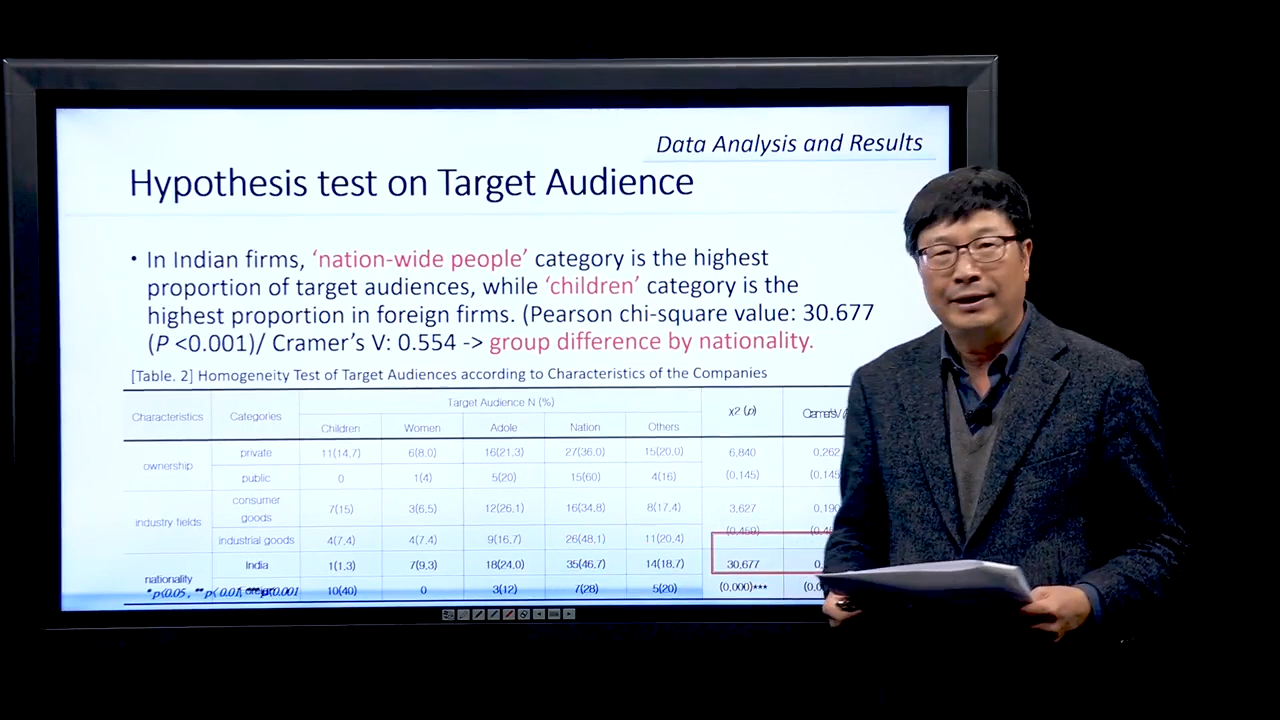 Data Analysis and Results
Hypothesis test on Target Audience
• In Indian firms, ‘nation-wide people’ category is the highest
proportion of target audiences, while ‘children’ category is the
highest proportion in foreign firms. (Pearson chi-square value: 30.677
(P <0.001)/ Cramer’s V: 0.554 -> group difference by nationality.
[Table. 2] Homogeneity Test of Target Audiences according to Characteristics of the Companies
Characteristics Categories Target Audience N (%) χ2 (p)
Children Women Adole Nation Others
ownership private 11(14,7) 6(8,0) 16(21,3) 27(36,0) 15(20,0) 6,840 0,262
public 0 1(4) 5(20) 15(60) 4(16) (0,145) (0,145
industry fields consumer goods 7(15) 3(6,5) 12(26,1) 16(34,8) 8(17,4) 3,627 0,190
(0,459)
industrial goods 4(7,4) 4(7,4) 9(16,7) 26(48,1) 11(20,4)
nationality India 1(1,3) 7(9,3) 18(24,0) 35(46,7) 14(18,7) 30,677
10(40) 0 3(12) 7(28) 5(20) (0,000)***
* p<0.05 , ** p<0.01,